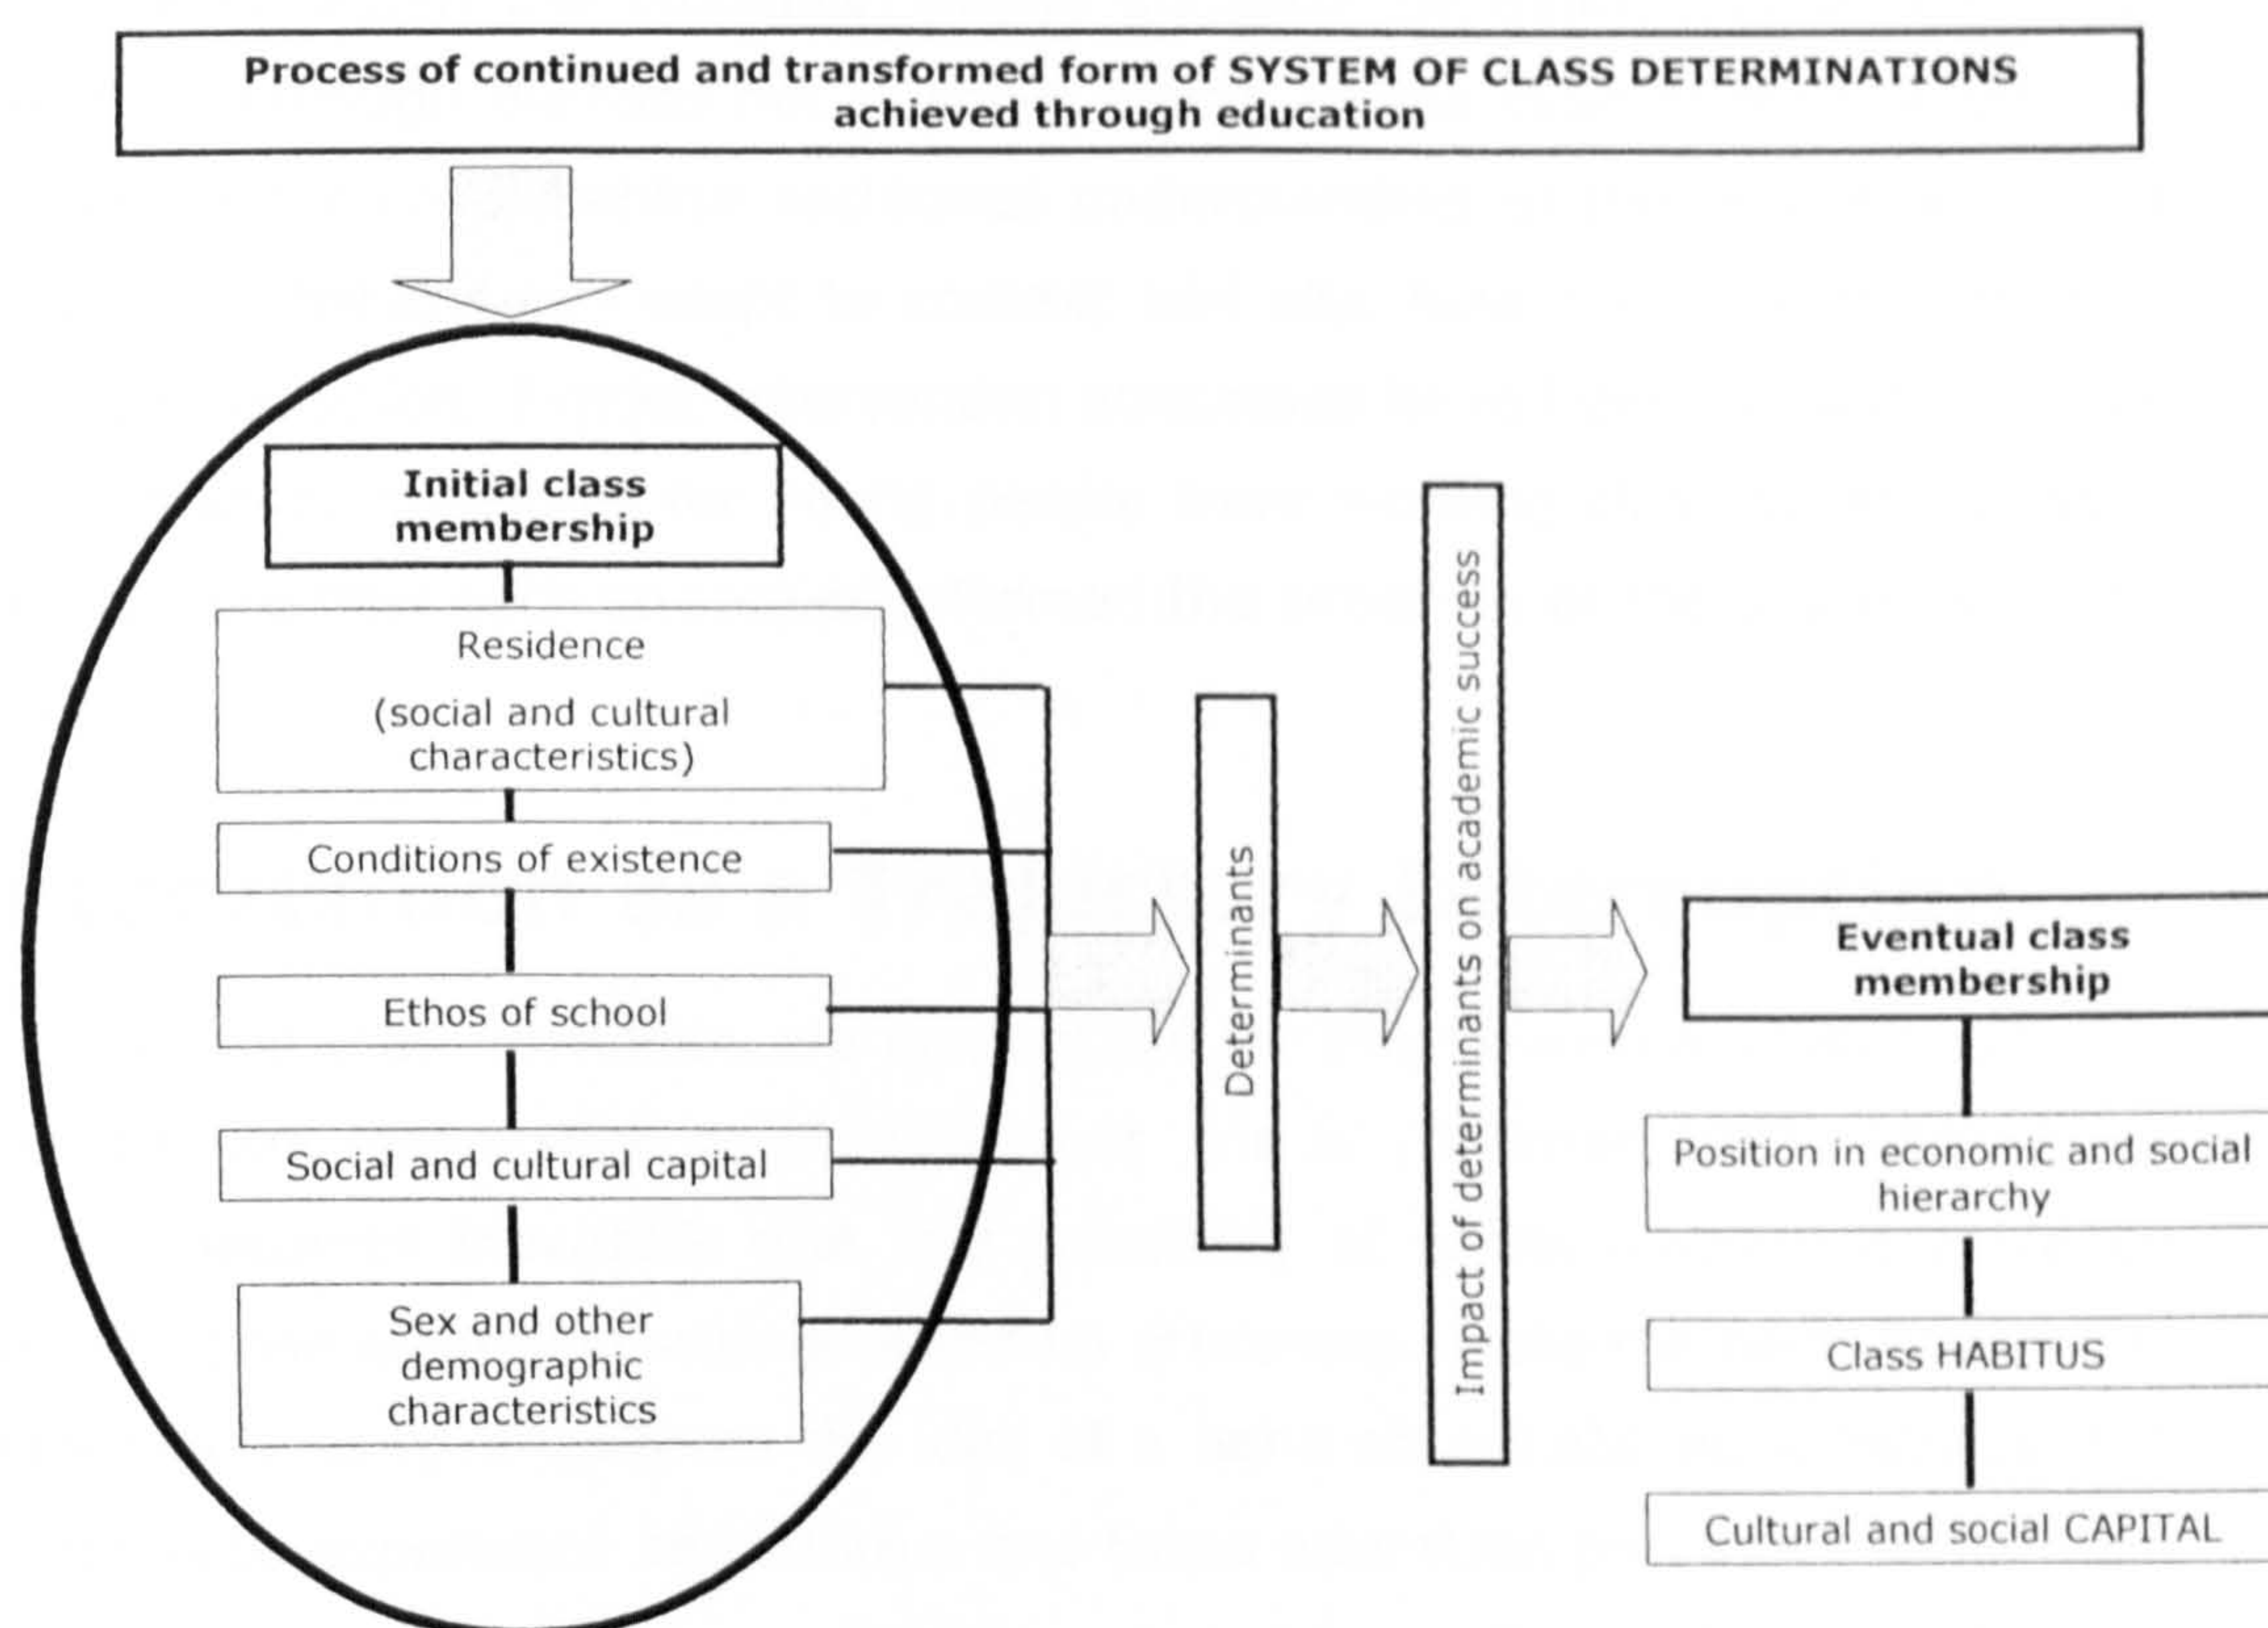 Process of continued and transformed form of SYSTEM OF CLASS DETERMINATIONS
achieved through education
Initial class
membership
Residence
(social and cultural
characteristics)
Conditions of existence
Ethos of school
Social and cultural capital
Sex and other
demographic
characteristics
Determinants
Impact of determinants on academic success
Eventual class
membership
Position in economic and social
hierarchy
Class HABITUS
Cultural and social CAPITAL